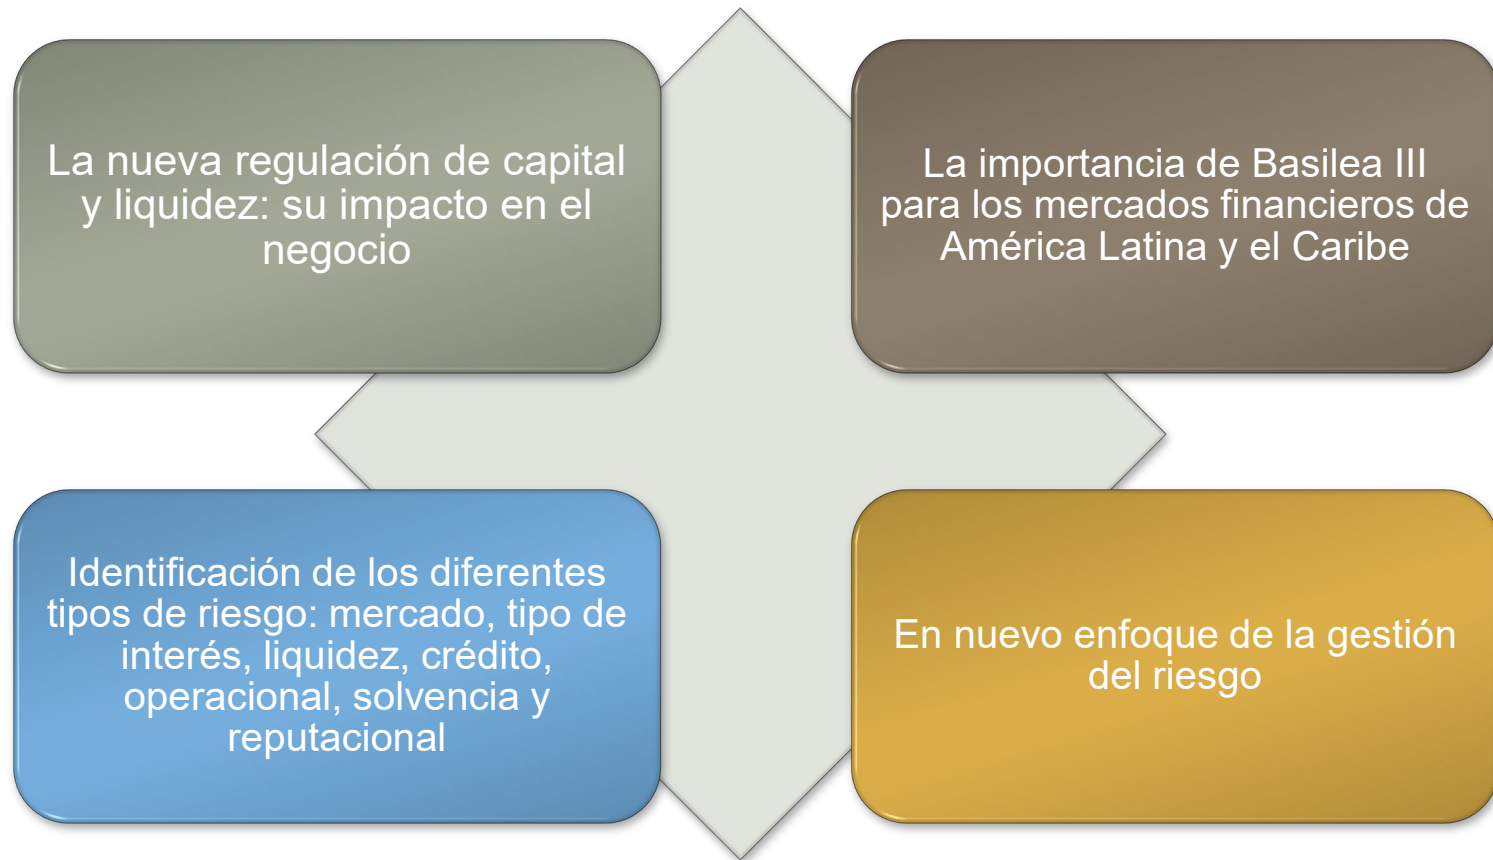 La nueva regulación de capital
y liquidez: su impacto en el
negocio
La importancia de Basilea III
para los mercados financieros de
América Latina y el Caribe
Identificación de los diferentes
tipos de riesgo: mercado, tipo de
interés, liquidez, crédito,
operacional, solvencia y
reputacional
En nuevo enfoque de la gestión
del riesgo